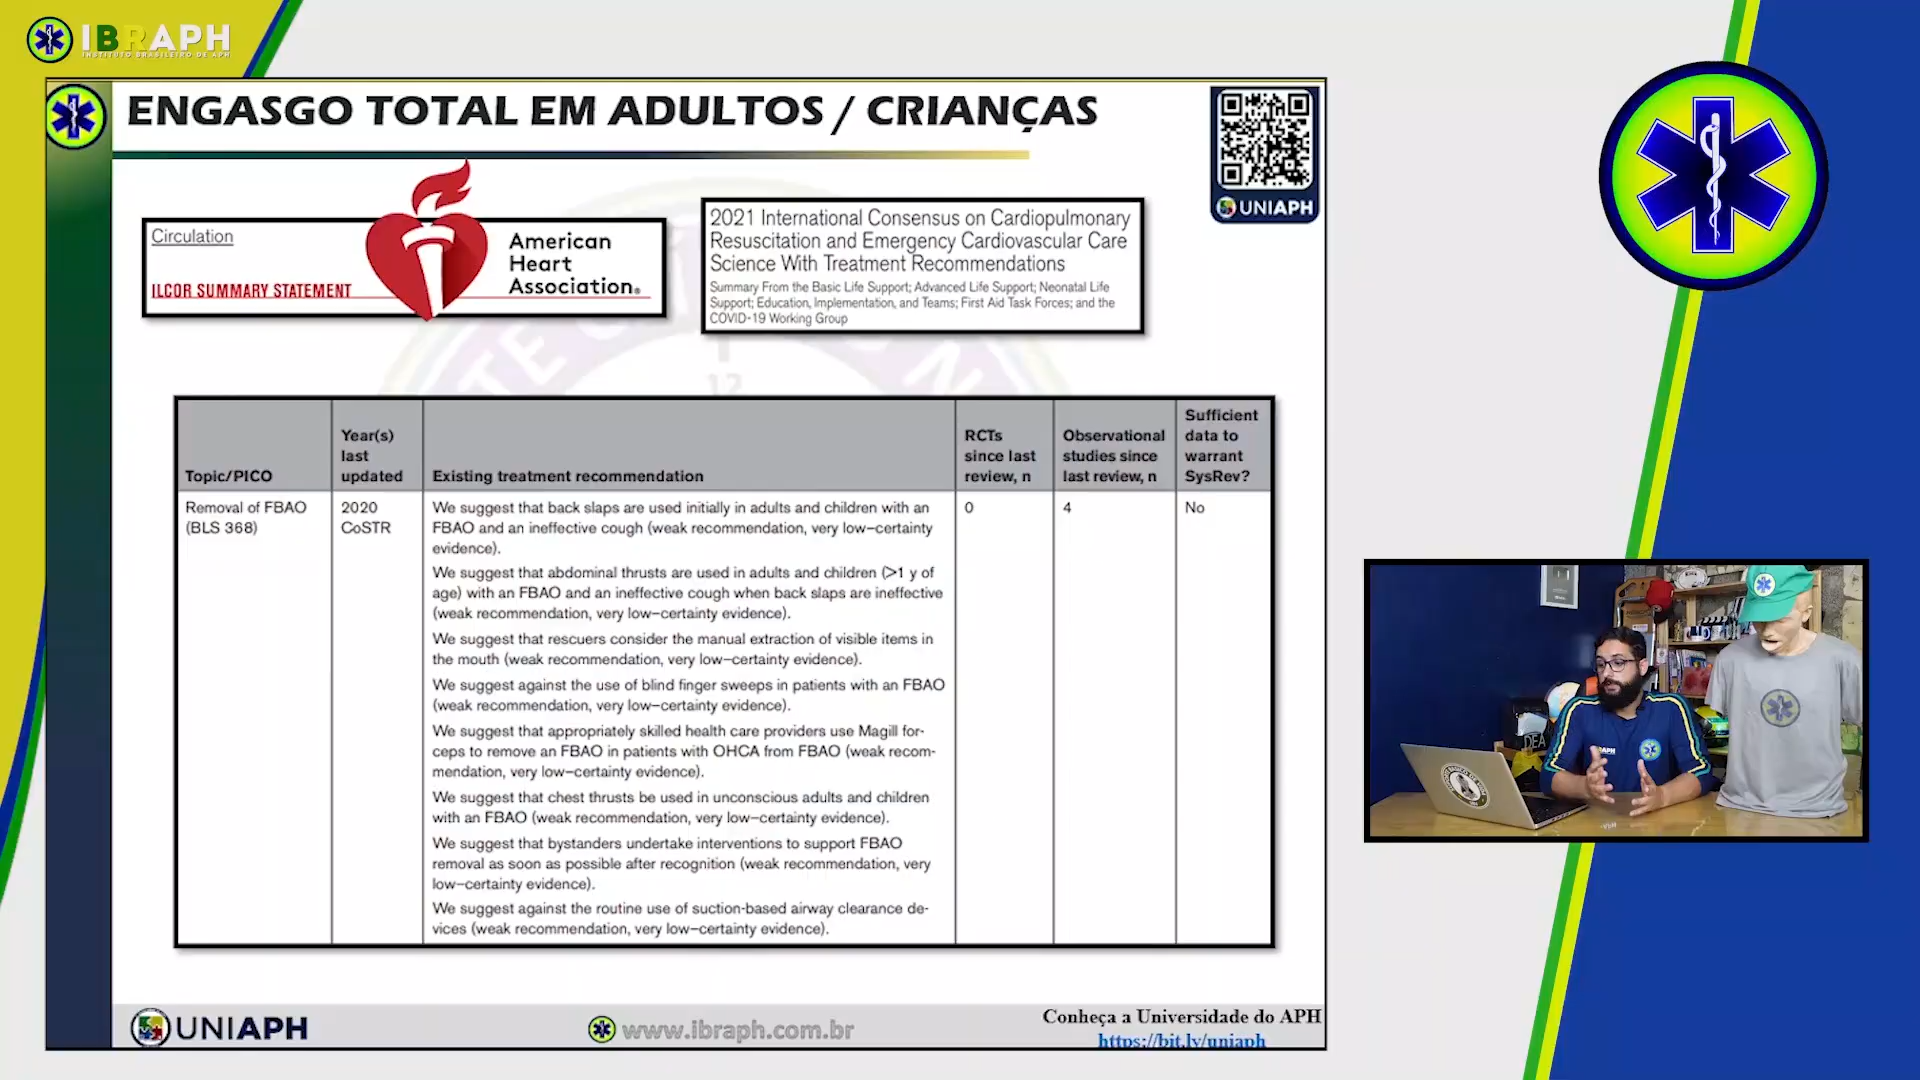 IBRAPH
INSTITUTO BRASILEIRO DE APH
ENGASGO TOTAL EM ADULTOS / CRIANÇAS
UNIAPH
Circulation
ILCOR SUMMARY STATEMENT
American
Heart
Association®
2021 International Consensus on Cardiopulmonary
Resuscitation and Emergency Cardiovascular Care
Science With Treatment Recommendations
Summary From the Basic Life Support; Advanced Life Support; Neonatal Life
Support; Education, Implementation, and Teams; First Aid Task Forces; and the
COVID-19 Working Group
Topic/PICO
Year(s)
last
updated
Existing treatment recommendation
RCTs
since last
review, n
Observational
studies since
last review, n
Sufficient
data to
warrant
SysRev?
Removal of FBAO
(BLS 368)
2020
CoSTR
We suggest that back slaps are used initially in adults and children with an
FBAO and an ineffective cough (weak recommendation, very low–certainty
evidence).
We suggest that abdominal thrusts are used in adults and children (>1 y of
age) with an FBAO and an ineffective cough when back slaps are ineffective
(weak recommendation, very low–certainty evidence).
We suggest that rescuers consider the manual extraction of visible items in
the mouth (weak recommendation, very low–certainty evidence).
We suggest against the use of blind finger sweeps in patients with an FBAO
(weak recommendation, very low–certainty evidence).
We suggest that appropriately skilled health care providers use Magill for-
ceps to remove an FBAO in patients with OHCA from FBAO (weak recom-
mendation, very low–certainty evidence).
We suggest that chest thrusts be used in unconscious adults and children
with an FBAO (weak recommendation, very low–certainty evidence).
We suggest that bystanders undertake interventions to support FBAO
removal as soon as possible after recognition (weak recommendation, very
low–certainty evidence).
We suggest against the routine use of suction-based airway clearance de-
vices (weak recommendation, very low–certainty evidence).
0
4
No
DEA
UNIAPH
www.ibraph.com.br
Conheça a Universidade do APH
https://bit.ly/uniaph